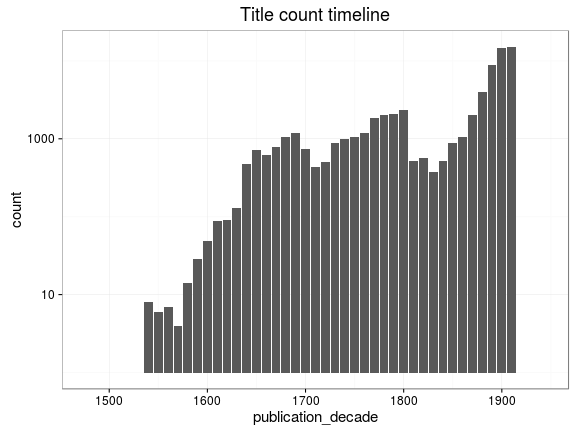 Title count timeline
1000
10
count
1500 1600 1700 1800 1900
publication_decade